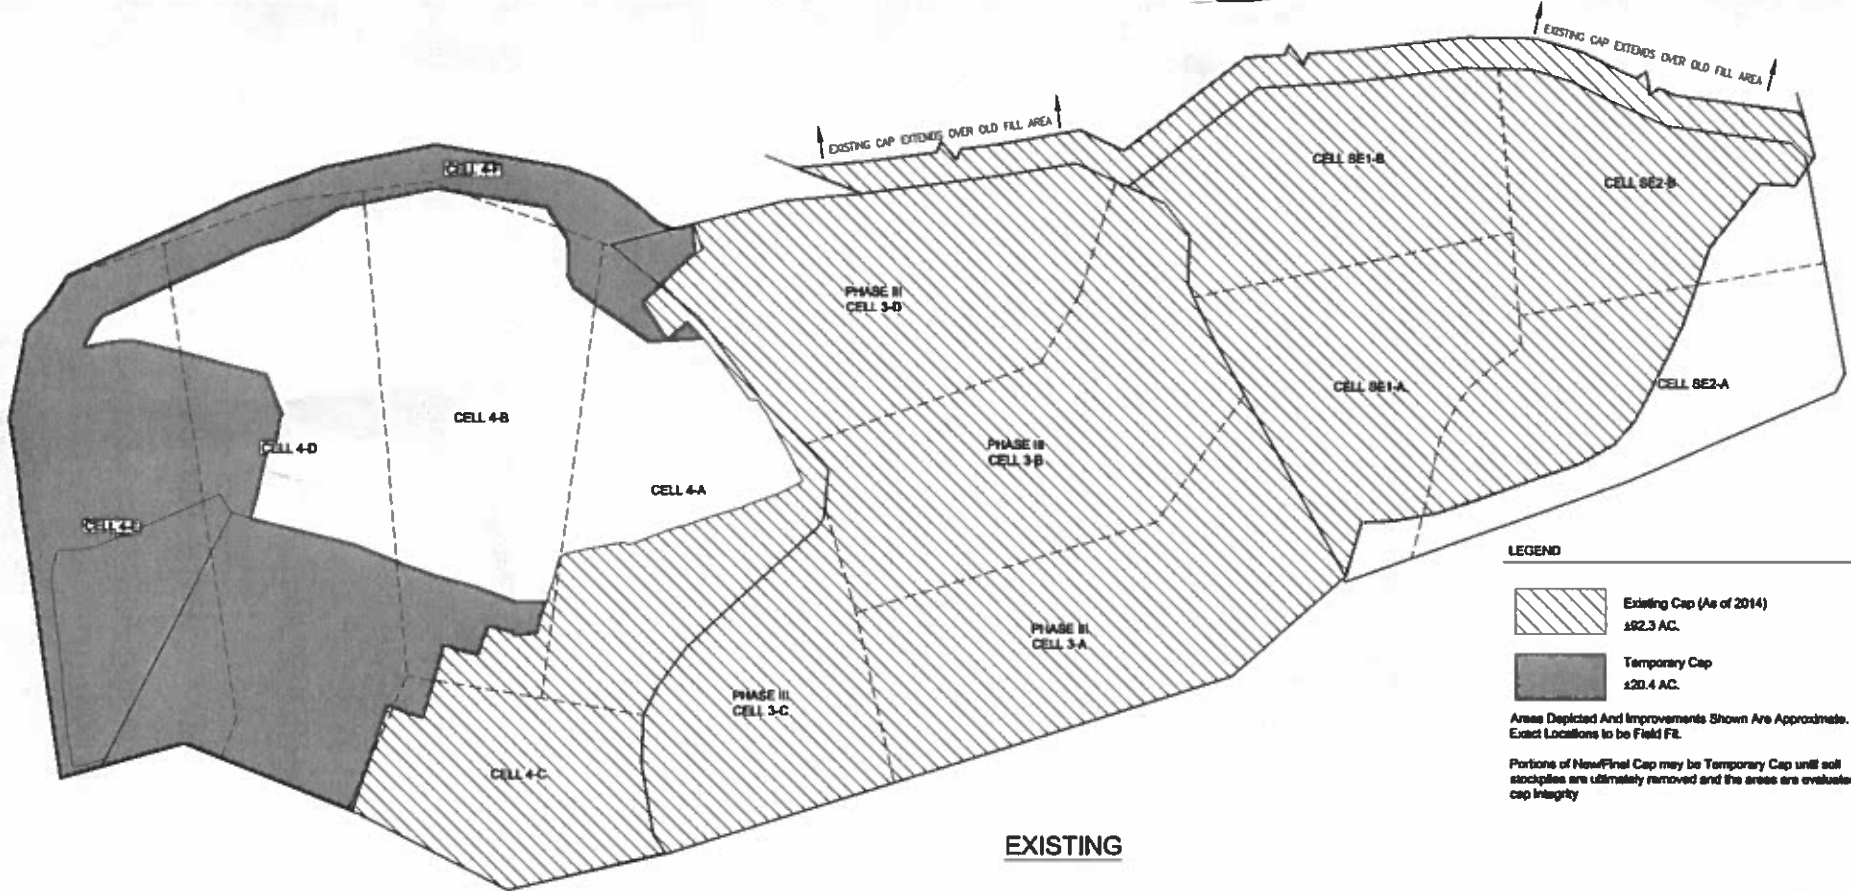 EXISTING CAP EXTENDS OVER OLD FILL AREA
EXISTING CAP EXTENDS OVER OLD FILL AREA
CELL 4-F
CELL SE1-B
CELL SE2-B
PHASE III
CELL 3-D
CELL SE1-A
CELL SE2-A
CELL 4-B
CELL 4-D
PHASE III
CELL 3-B
CELL 4-A
CELL 4-E
PHASE III
CELL 3-A
PHASE III
CELL 3-C
CELL 4-C
LEGEND
Existing Cap (As of 2014)
±92.3 AC.
Temporary Cap
±20.4 AC.
Areas Depicted And Improvements Shown Are Approximate.
Exact Locations to be Field Fit.
Portions of New/Final Cap may be Temporary Cap until soil
stockpiles are ultimately removed and the areas are evaluated
cap integrity
EXISTING